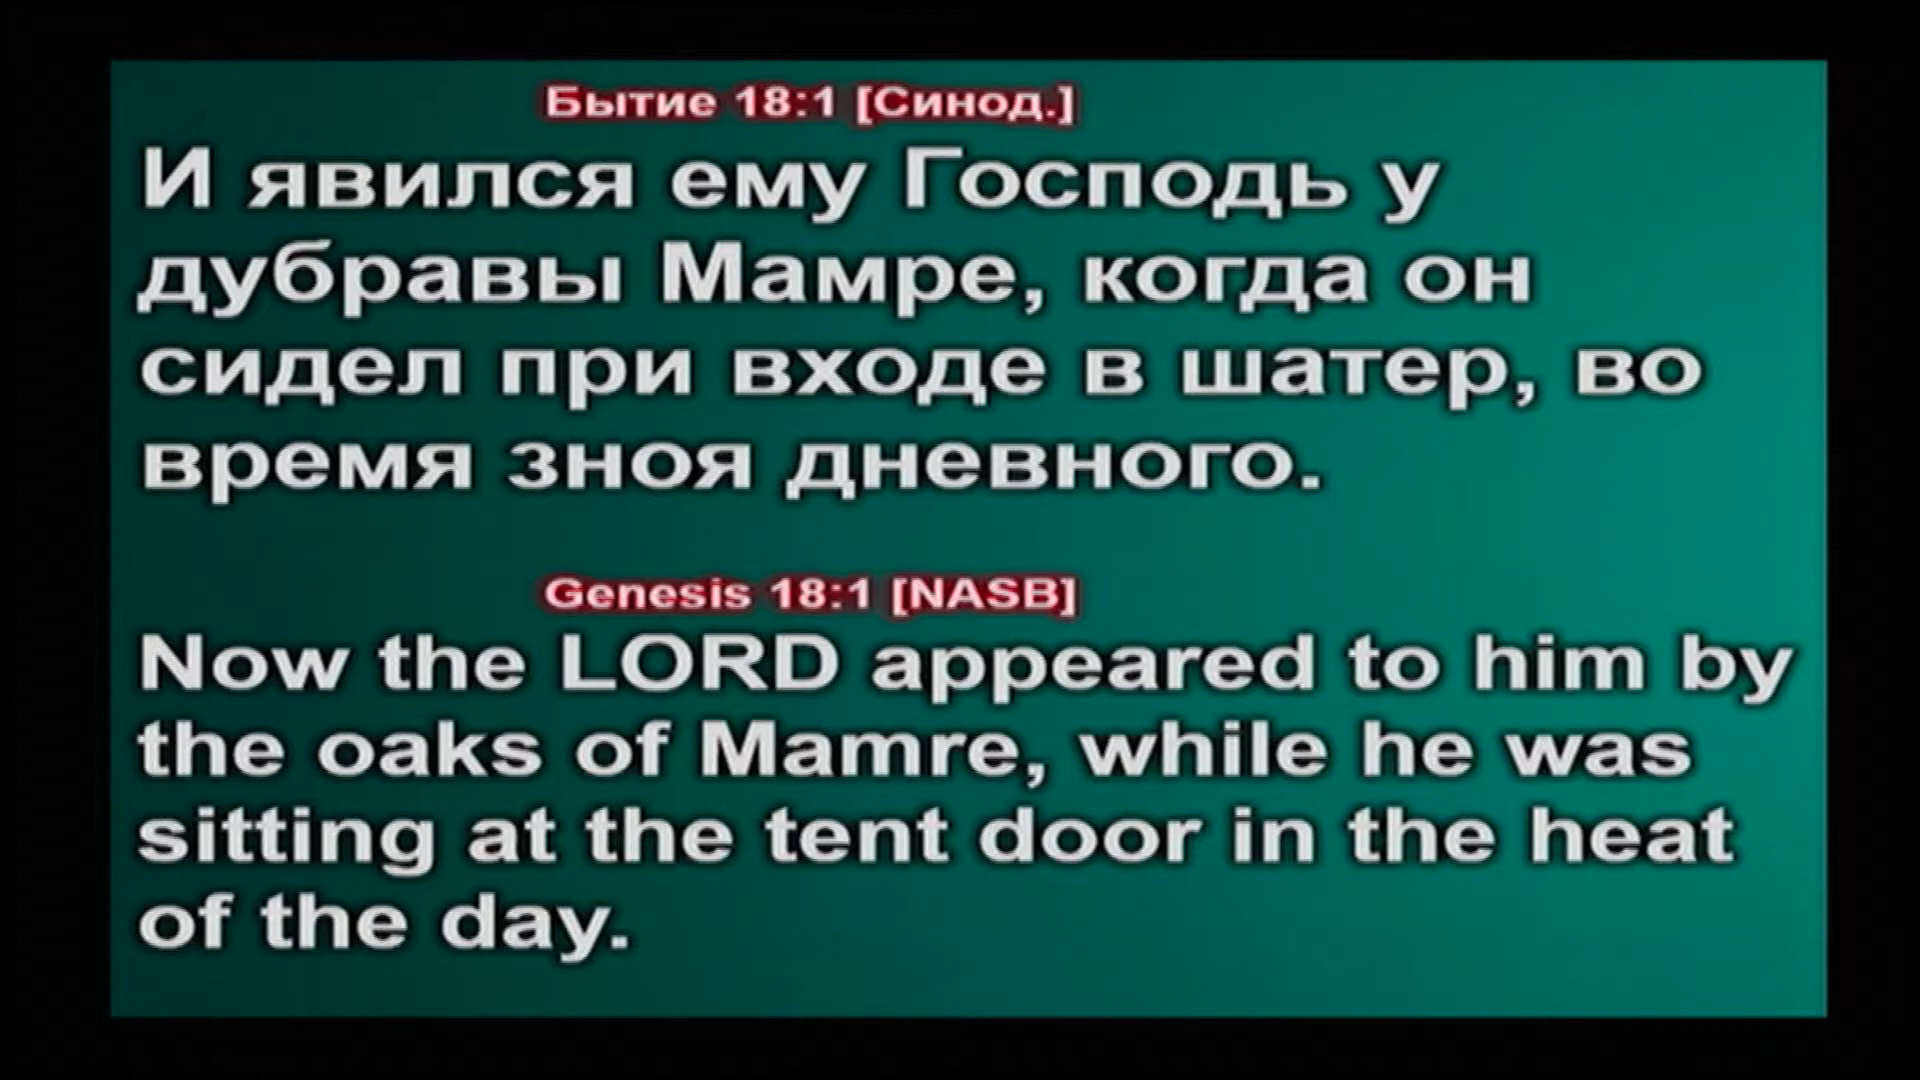 Бытие 18:1 [Синод.]
И явился ему Господь у
дубравы Мамре, когда он
сидел при входе в шатер, во
время зноя дневного.
Genesis 18:1 [NASB]
Now the LORD appeared to him by
the oaks of Mamre, while he was
sitting at the tent door in the heat
of the day.